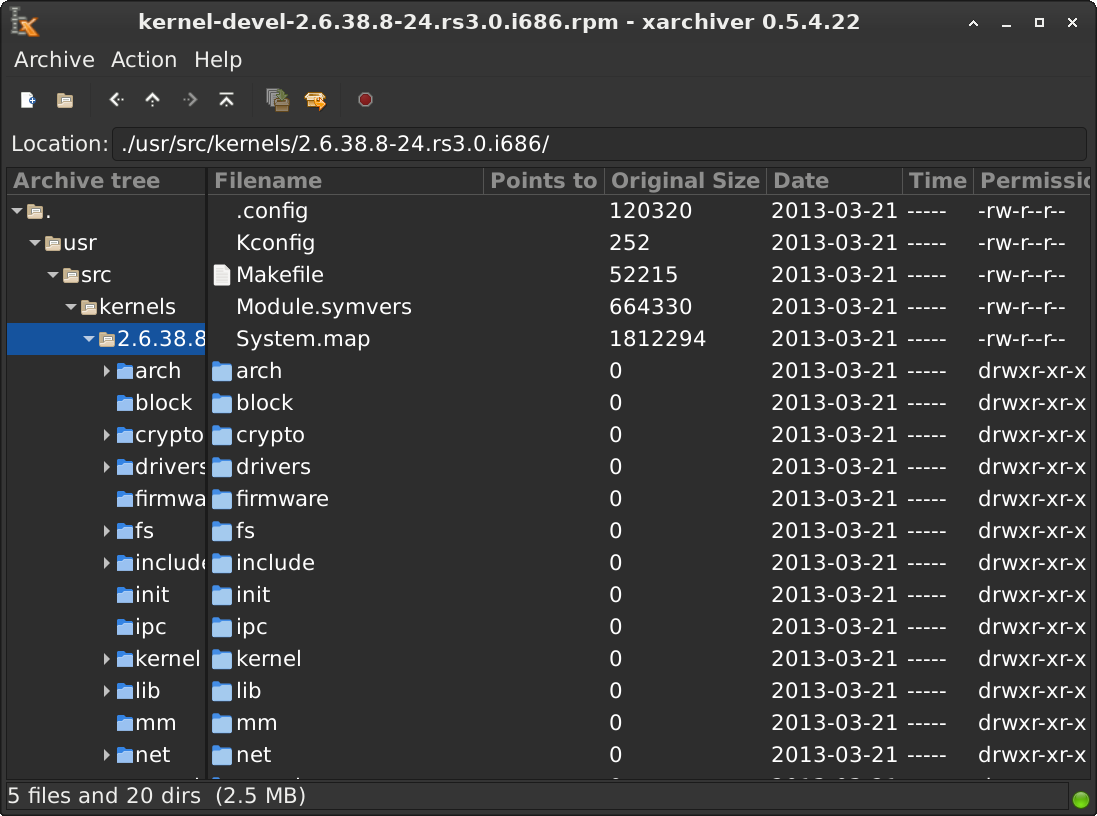 kernel-devel-2.6.38.8-24.rs3.0.i686.rpm - xarchiver 0.5.4.22
Archive Action Help
Location: ./usr/src/kernels/2.6.38.8-24.rs3.0.i686/
Archive tree Filename Points to Original Size Date Time Permissic
. .config 120320 2013-03-21 ----- -rw-r--r--
usr Kconfig 252 2013-03-21 ----- -rw-r--r--
src Makefile 52215 2013-03-21 ----- -rw-r--r--
kernels Module.symvers 664330 2013-03-21 ----- -rw-r--r--
2.6.38.8 System.map 1812294 2013-03-21 ----- -rw-r--r--
arch arch 0 2013-03-21 ----- drwxr-xr-x
block block 0 2013-03-21 ----- drwxr-xr-x
crypto crypto 0 2013-03-21 ----- drwxr-xr-x
drivers drivers 0 2013-03-21 ----- drwxr-xr-x
firmwa firmware 0 2013-03-21 ----- drwxr-xr-x
fs fs 0 2013-03-21 ----- drwxr-xr-x
include include 0 2013-03-21 ----- drwxr-xr-x
init init 0 2013-03-21 ----- drwxr-xr-x
ipc ipc 0 2013-03-21 ----- drwxr-xr-x
kernel kernel 0 2013-03-21 ----- drwxr-xr-x
lib lib 0 2013-03-21 ----- drwxr-xr-x
mm mm 0 2013-03-21 ----- drwxr-xr-x
net net 0 2013-03-21 ----- drwxr-xr-x
5 files and 20 dirs (2.5 MB)